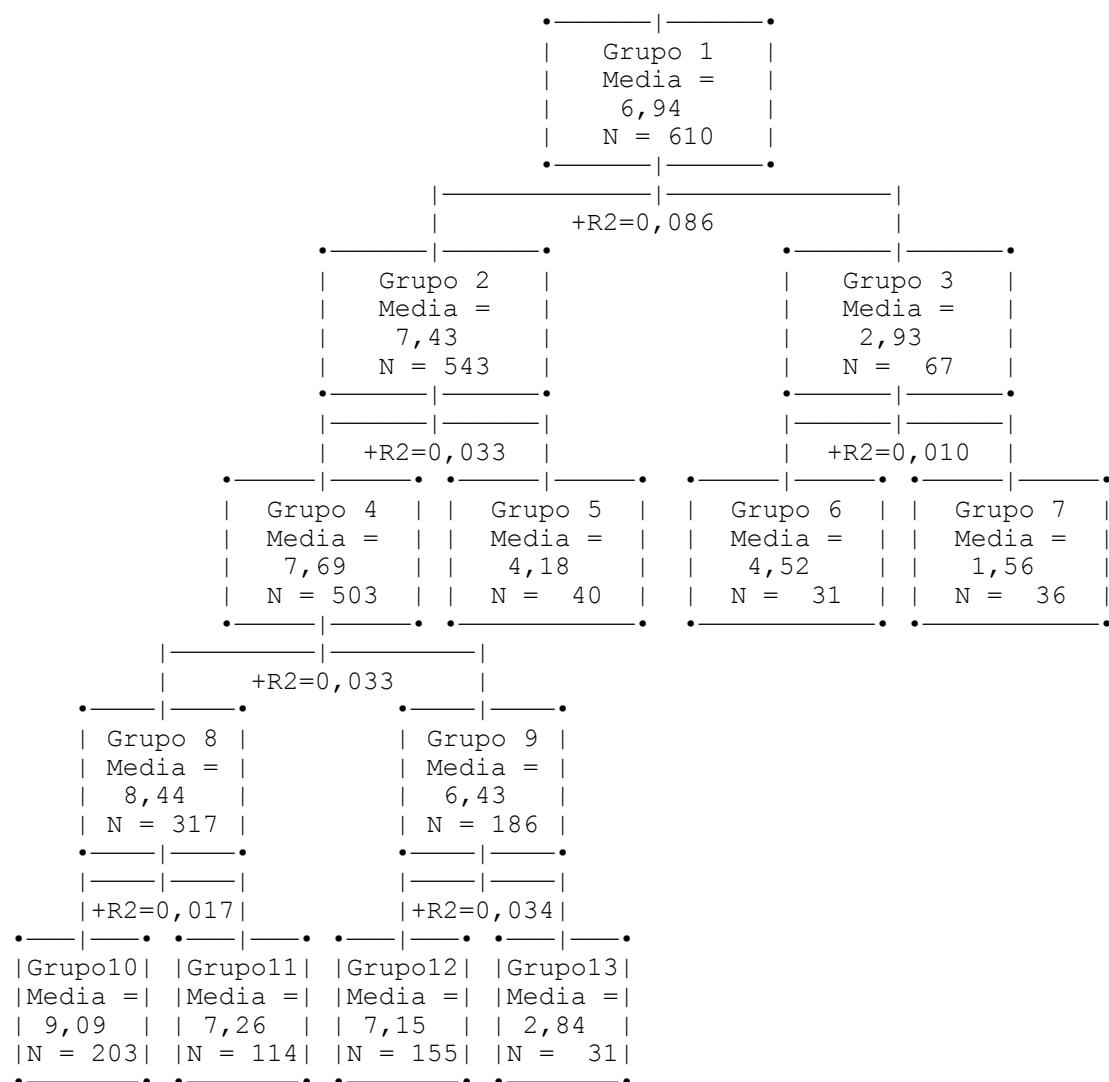 Grupo 1
Media =
6,94
N = 610
+R2=0,086
Grupo 2
Media =
7,43
N = 543
Grupo 3
Media =
2,93
N = 67
+R2=0,033
+R2=0,010
Grupo 4
Media =
7,69
N = 503
Grupo 5
Media =
4,18
N = 40
Grupo 6
Media =
4,52
N = 31
Grupo 7
Media =
1,56
N = 36
+R2=0,033
Grupo 8
Media =
8,44
N = 317
Grupo 9
Media =
6,43
N = 186
+R2=0,017
+R2=0,034
Grupo10
Media =
9,09
N = 203
Grupo11
Media =
7,26
N = 114
Grupo12
Media =
7,15
N = 155
Grupo13
Media =
2,84
N = 31